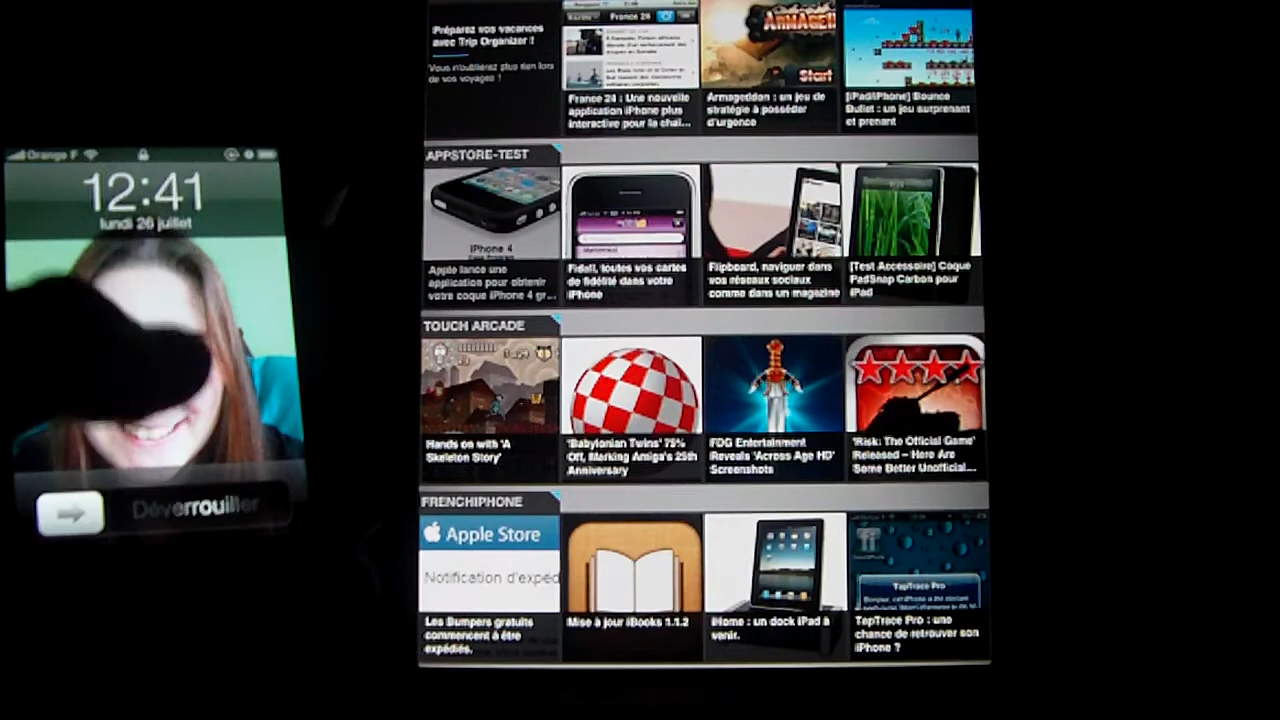 Orange F
12:41
lundi 26 juillet
Déverrouiller
Préparez vos vacances
avec Trip Organizer !
Vous n'oublierez plus rien lors
de vos voyages !
France 24
France 24 : Une nouvelle
application iPhone plus
interactive pour la chaî...
ARMAGED
Start
Armageddon : un jeu de
stratégie à posséder
d'urgence
[iPad/iPhone] Bounce
Bullet : un jeu surprenant
et prenant
APPSTORE-TEST
iPhone 4
Apple lance une
application pour obtenir
votre coque iPhone 4 gr...
Fidall, toutes vos cartes
de fidélité dans votre
iPhone
Flipboard, naviguer dans
vos réseaux sociaux
comme dans un magazine
[Test Accessoire] Coque
PadSnap Carbon pour
iPad
TOUCH ARCADE
Hands on with 'A
Skeleton Story'
'Babylonian Twins' 75%
Off, Marking Amiga's 25th
Anniversary
FDG Entertainment
Reveals 'Across Age HD'
Screenshots
'Risk: The Official Game'
Released – Here Are
Some Better Unofficial...
FRENCHIPHONE
Apple Store
Notification d'expéd
Les Bumpers gratuits
commencent à être
expédiés.
Mise à jour iBooks 1.1.2
iHome : un dock iPad à
venir.
TapTrace Pro
TapTrace Pro : une
chance de retrouver son
iPhone ?